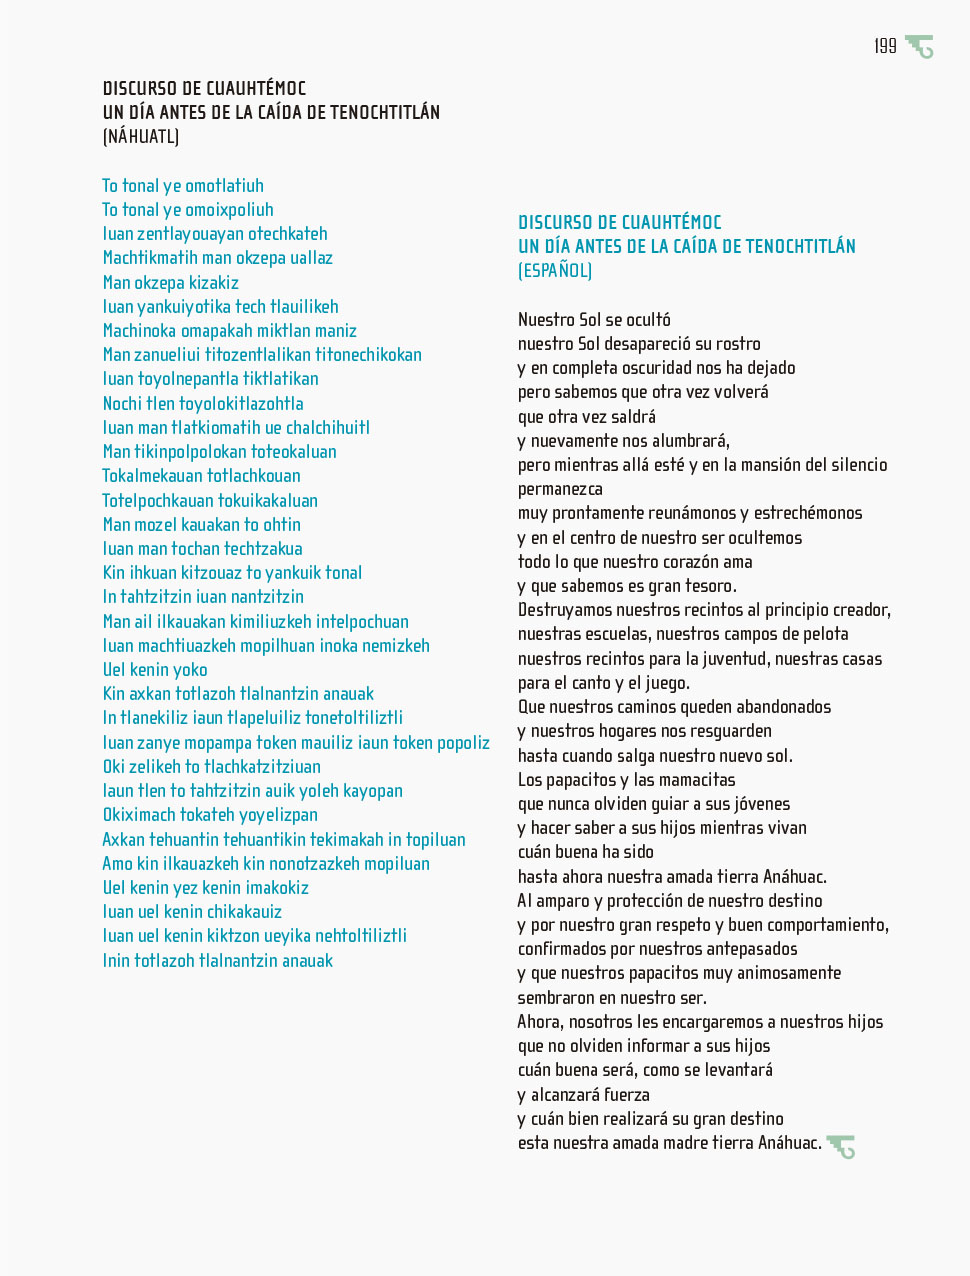 199
DISCURSO DE CUAUHTÉMOC
UN DÍA ANTES DE LA CAÍDA DE TENOCHTITLÁN
(NÁHUATL)
To tonal ye omotlatiuh
To tonal ye omoixpoliuh
Iuan zentlayouayan otechkateh
Machtikmatih man okzepa uallaz
Man okzepa kizakiz
Iuan yankuiyotika tech tlauilikeh
Machinoka omapakah miktlan maniz
Man zanueliui titozentlalikan titonechikokan
Iuan toyolnepantla tiktlatikan
Nochi tlen toyolokitlazohtla
Iuan man tlatkiomatih ue chalchihuitl
Man tikinpolpolokan toteokaluan
Tokalmekauan totlachkouan
Totelpochkauan tokuikakaluan
Man mozel kauakan to ohtin
Iuan man tochan techtzakua
Kin ihkuan kitzouaz to yankuik tonal
In tahtzitzin iuan nantzitzin
Man ail ilkauakan kimiliuzkeh intelpochuan
Iuan machtiuazkeh mopilhuan inoka nemizkeh
Uel kenin yoko
Kin axkan totlazoh tlalnantzin anauak
In tlanekiliz iaun tlapeluiliz tonetoltiliztli
Iuan zanye mopampa token mauiliz iaun token popoliz
Oki zelikeh to tlachkatzitziuan
Iaun tlen to tahtzitzin auik yoleh kayopan
Okiximach tokateh yoyelizpan
Axkan tehuantin tehuantikin tekimakah in topiluan
Amo kin ilkauazkeh kin nonotzazkeh mopiluan
Uel kenin yez kenin imakokiz
Iuan uel kenin chikakauiz
Iuan uel kenin kiktzon ueyika nehtoltiliztli
Inin totlazoh tlalnantzin anauak
DISCURSO DE CUAUHTÉMOC
UN DÍA ANTES DE LA CAÍDA DE TENOCHTITLÁN
(ESPAÑOL)
Nuestro Sol se ocultó
nuestro Sol desapareció su rostro
y en completa oscuridad nos ha dejado
pero sabemos que otra vez volverá
que otra vez saldrá
y nuevamente nos alumbrará,
pero mientras allá esté y en la mansión del silencio
permanezca
muy prontamente reunámonos y estrechémonos
y en el centro de nuestro ser ocultemos
todo lo que nuestro corazón ama
y que sabemos es gran tesoro.
Destruyamos nuestros recintos al principio creador,
nuestras escuelas, nuestros campos de pelota
nuestros recintos para la juventud, nuestras casas
para el canto y el juego.
Que nuestros caminos queden abandonados
y nuestros hogares nos resguarden
hasta cuando salga nuestro nuevo sol.
Los papacitos y las mamacitas
que nunca olviden guiar a sus jóvenes
y hacer saber a sus hijos mientras vivan
cuán buena ha sido
hasta ahora nuestra amada tierra Anáhuac.
Al amparo y protección de nuestro destino
y por nuestro gran respeto y buen comportamiento,
confirmados por nuestros antepasados
y que nuestros papacitos muy animosamente
sembraron en nuestro ser.
Ahora, nosotros les encargaremos a nuestros hijos
que no olviden informar a sus hijos
cuán buena será, como se levantará
y alcanzará fuerza
y cuán bien realizará su gran destino
esta nuestra amada madre tierra Anáhuac.